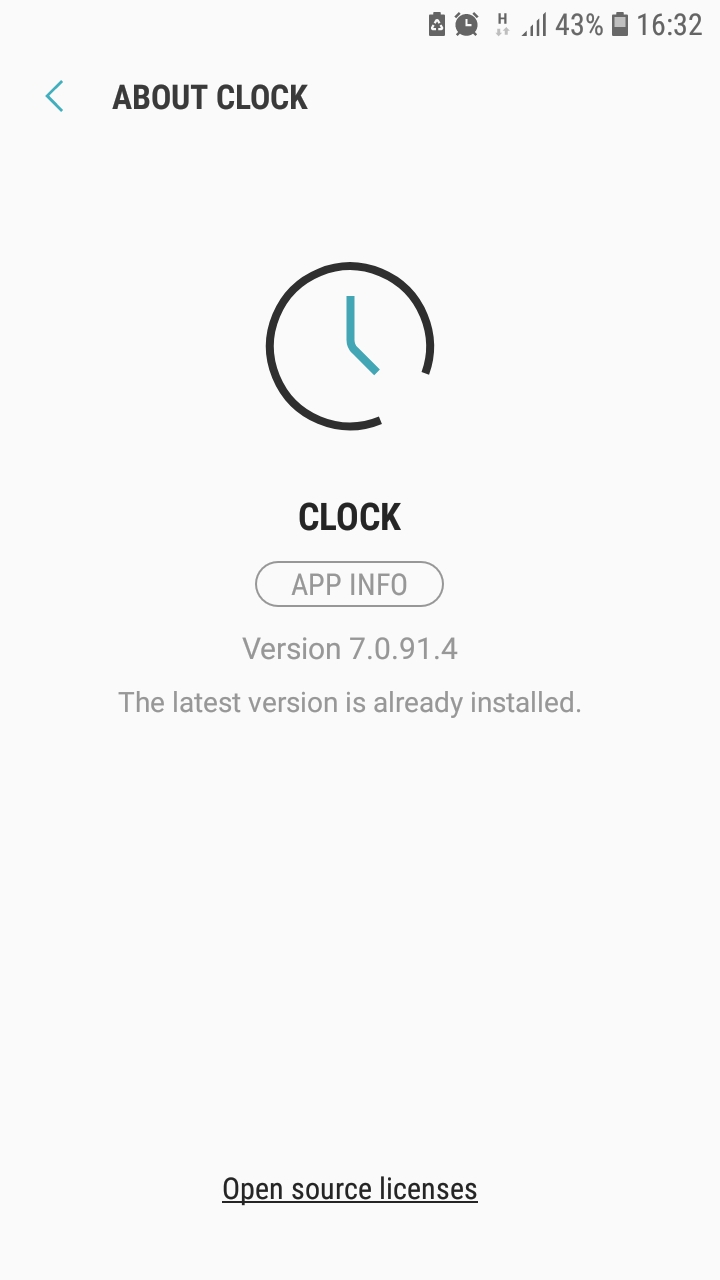 H 43% 16:32
ABOUT CLOCK
CLOCK
APP INFO
Version 7.0.91.4
The latest version is already installed.
Open source licenses